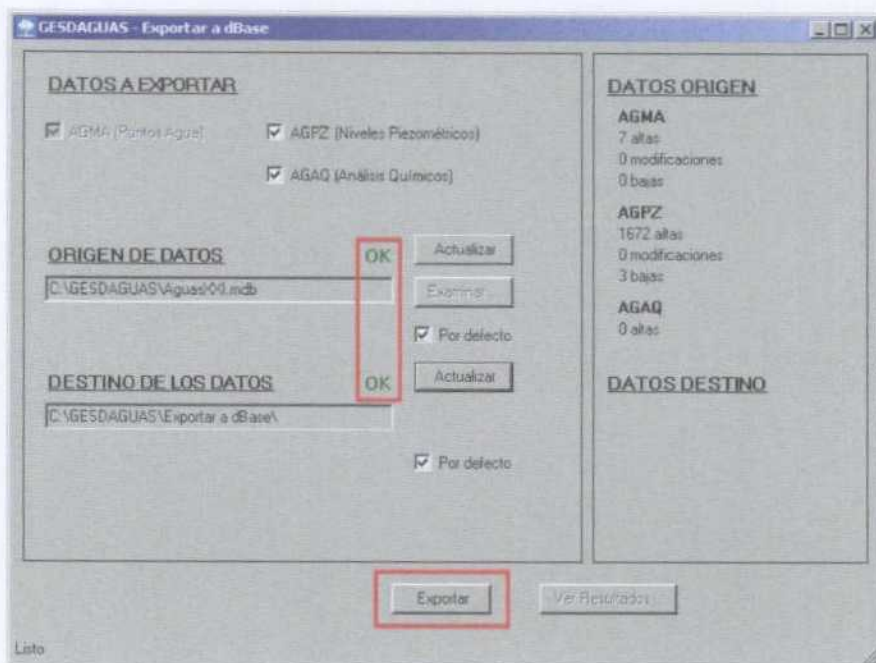 GESDAGUAS - Exportar a dBase
DATOS A EXPORTAR
AGMA (Puntos Agua)
AGPZ (Niveles Piezométricos)
AGAQ (Análisis Químicos)
ORIGEN DE DATOS
OK
Actualizar
C:\GESDAGUAS\AguasXXI.mdb
Examinar...
Por defecto
DESTINO DE LOS DATOS
OK
Actualizar
C:\GESDAGUAS\Exportar a dBase\
Por defecto
DATOS ORIGEN
AGMA
7 altas
0 modificaciones
0 bajas
AGPZ
1672 altas
0 modificaciones
3 bajas
AGAQ
0 altas
DATOS DESTINO
Exportar
Ver Resultados...
Listo